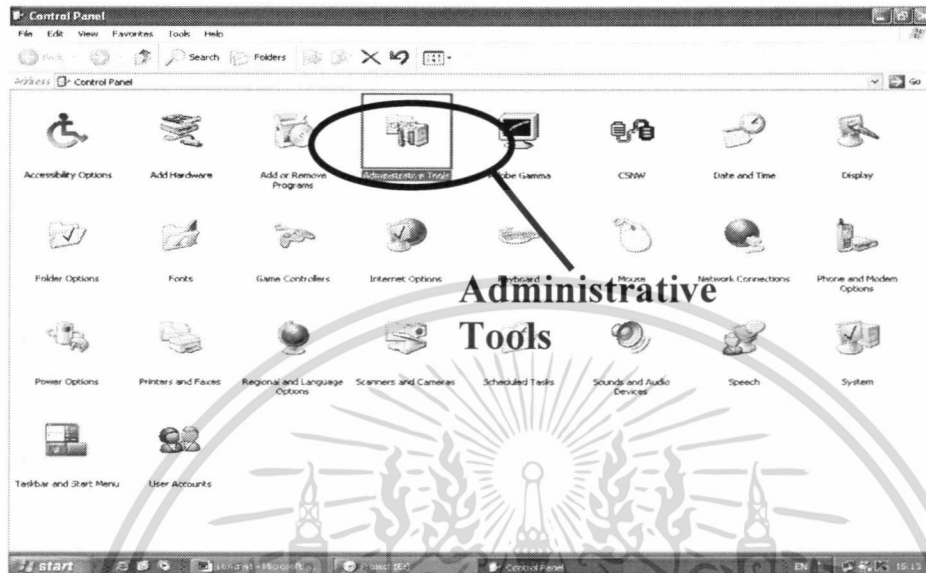 Control Panel
File Edit View Favorites Tools Help
Back Search Folders
Address Control Panel Go
Accessibility Options Add Hardware Add or Remove Programs Administrative Tools Adobe Gamma CSNW Date and Time Display
Folder Options Fonts Game Controllers Internet Options Keyboard Mouse Network Connections Phone and Modem Options
Administrative
Tools
Power Options Printers and Faxes Regional and Language Options Scanners and Cameras Scheduled Tasks Sounds and Audio Devices Speech System
Taskbar and Start Menu User Accounts
start Control Panel EN 15:13